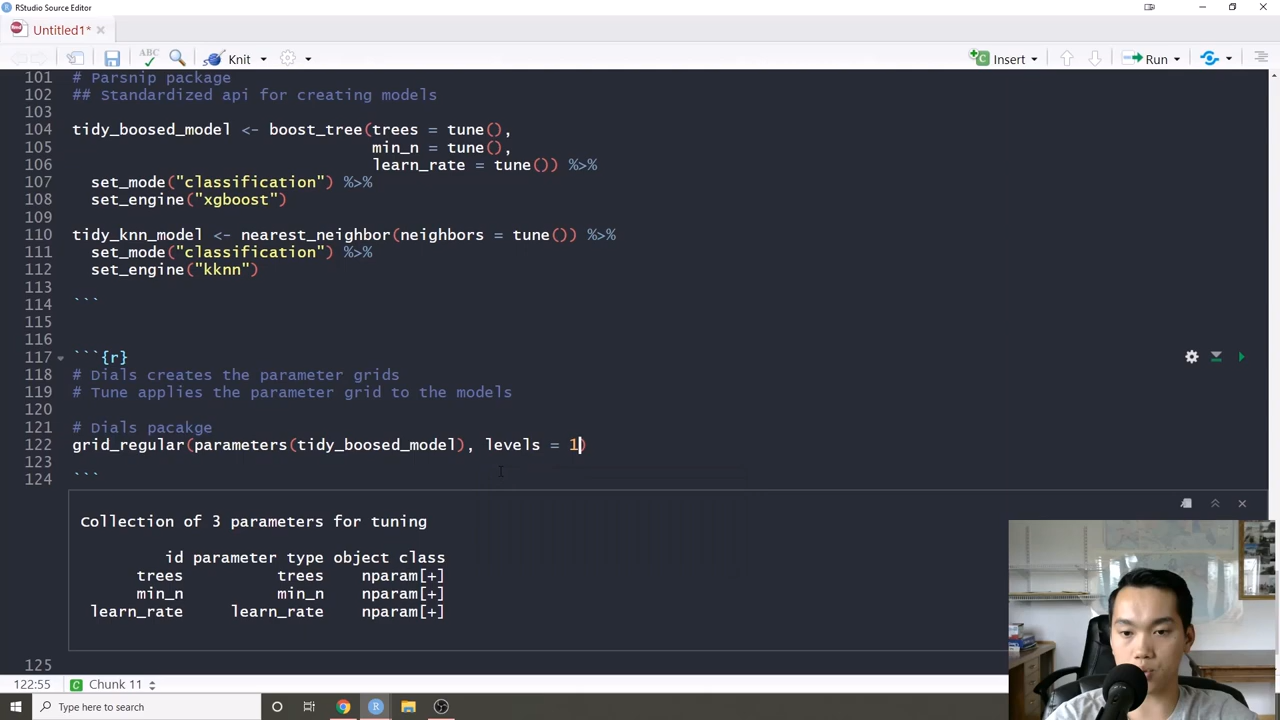 RStudio Source Editor
Untitled1*
ABC Knit Insert Run
101 # Parsnip package
102 ## Standardized api for creating models
103
104 tidy_boosed_model <- boost_tree(trees = tune(),
105 min_n = tune(),
106 learn_rate = tune()) %>%
107 set_mode("classification") %>%
108 set_engine("xgboost")
109
110 tidy_knn_model <- nearest_neighbor(neighbors = tune()) %>%
111 set_mode("classification") %>%
112 set_engine("kknn")
113
114 ```
115
116
117 ```{r}
118 # Dials creates the parameter grids
119 # Tune applies the parameter grid to the models
120
121 # Dials pacakge
122 grid_regular(parameters(tidy_boosed_model), levels = 1)
123
124 ```
Collection of 3 parameters for tuning
id parameter type object class
trees trees nparam[+]
min_n min_n nparam[+]
learn_rate learn_rate nparam[+]
125
122:55 C Chunk 11
Type here to search